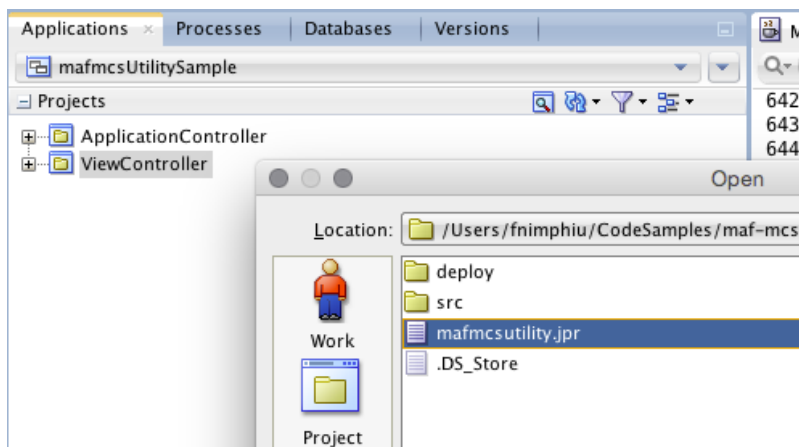 Applications × Processes Databases Versions
mafmcsUtilitySample
Projects
642
643
644
ApplicationController
ViewController
Open
Location: /Users/fnimphiu/CodeSamples/maf-mcs
deploy
src
mafmcsutility.jpr
.DS_Store
Work
Project